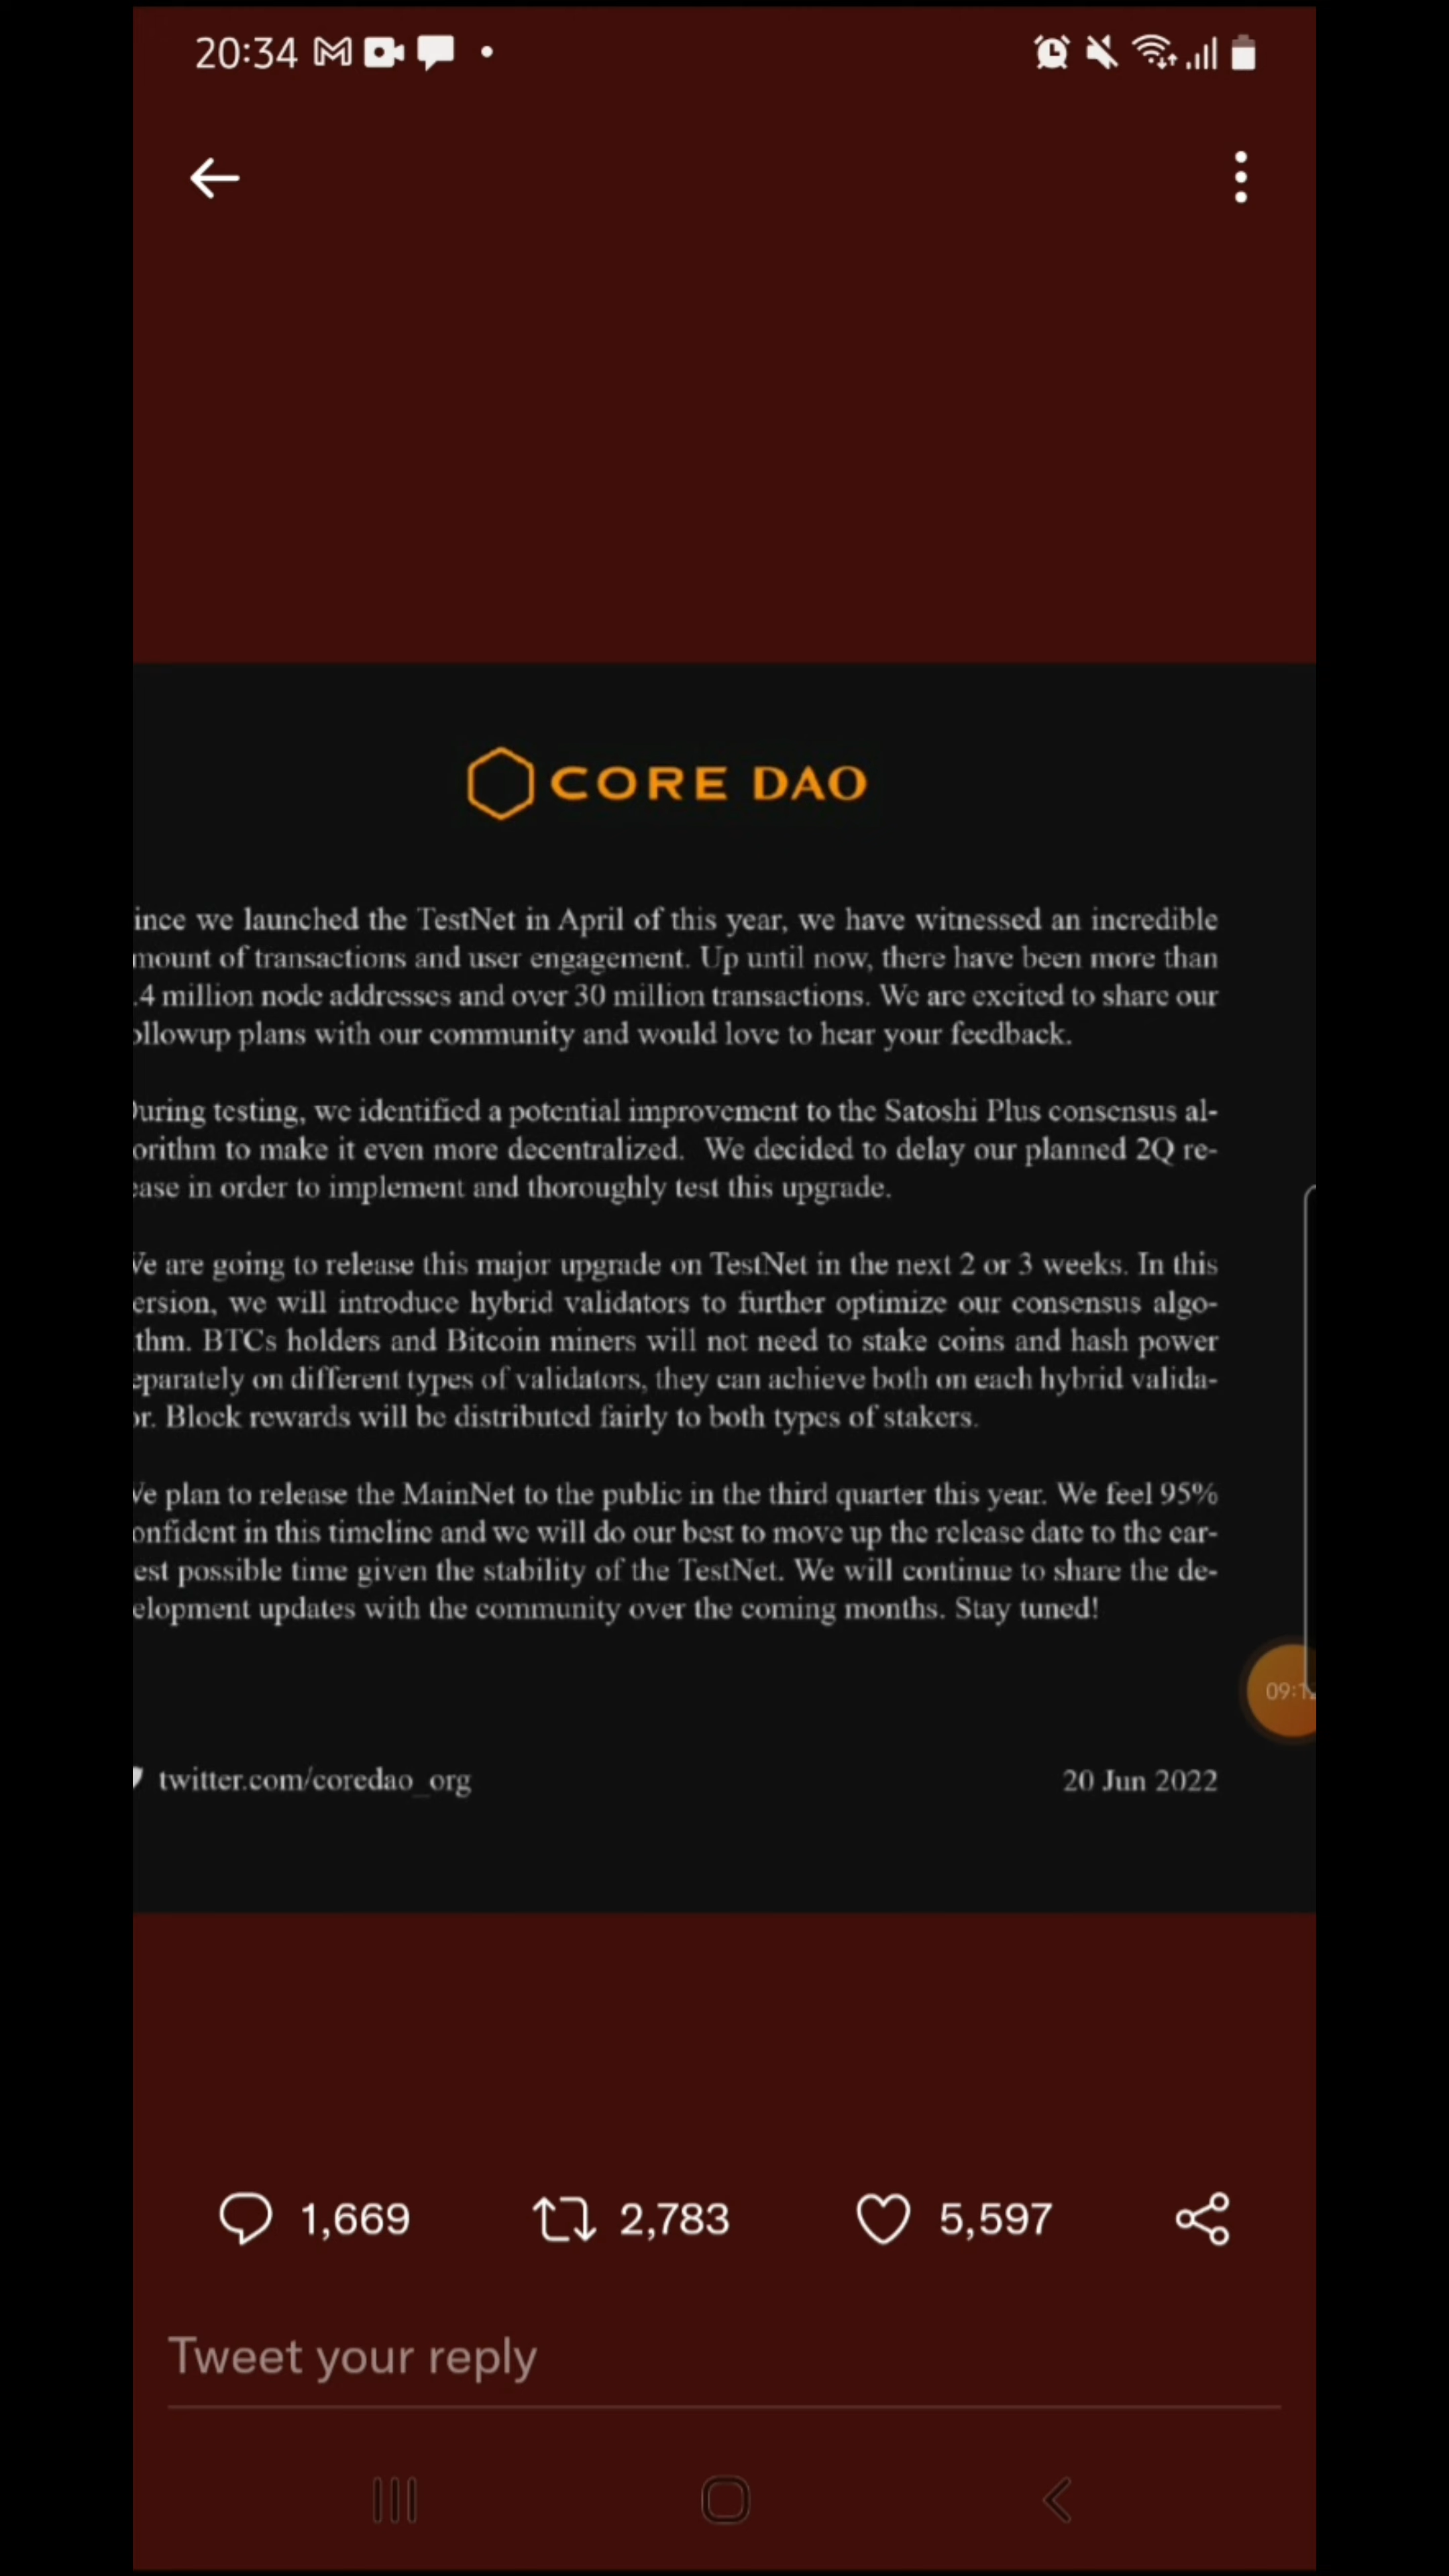 20:34
CORE DAO
ince we launched the TestNet in April of this year, we have witnessed an incredible
mount of transactions and user engagement. Up until now, there have been more than
.4 million node addresses and over 30 million transactions. We are excited to share our
ollowup plans with our community and would love to hear your feedback.
During testing, we identified a potential improvement to the Satoshi Plus consensus al-
orithm to make it even more decentralized. We decided to delay our planned 2Q re-
ease in order to implement and thoroughly test this upgrade.
We are going to release this major upgrade on TestNet in the next 2 or 3 weeks. In this
ersion, we will introduce hybrid validators to further optimize our consensus algo-
thm. BTCs holders and Bitcoin miners will not need to stake coins and hash power
eparately on different types of validators, they can achieve both on each hybrid valida-
or. Block rewards will be distributed fairly to both types of stakers.
We plan to release the MainNet to the public in the third quarter this year. We feel 95%
onfident in this timeline and we will do our best to move up the release date to the ear-
est possible time given the stability of the TestNet. We will continue to share the de-
elopment updates with the community over the coming months. Stay tuned!
09:1
twitter.com/coredao_org 20 Jun 2022
1,669 2,783 5,597
Tweet your reply